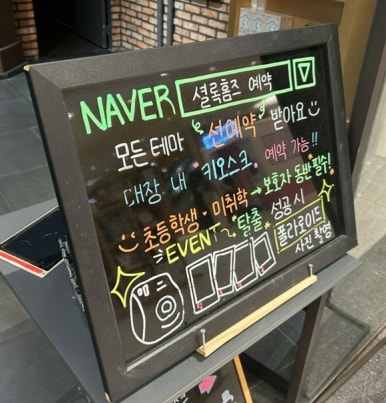 NAVER 셜록홈즈 예약
모든 테마 선예약 받아요
대장 내 키오스크 예약 가능!!
초등학생·미취학 → 보호자 동반 필수!
EVENT 탈출 성공 시
폴라로이드
사진 촬영